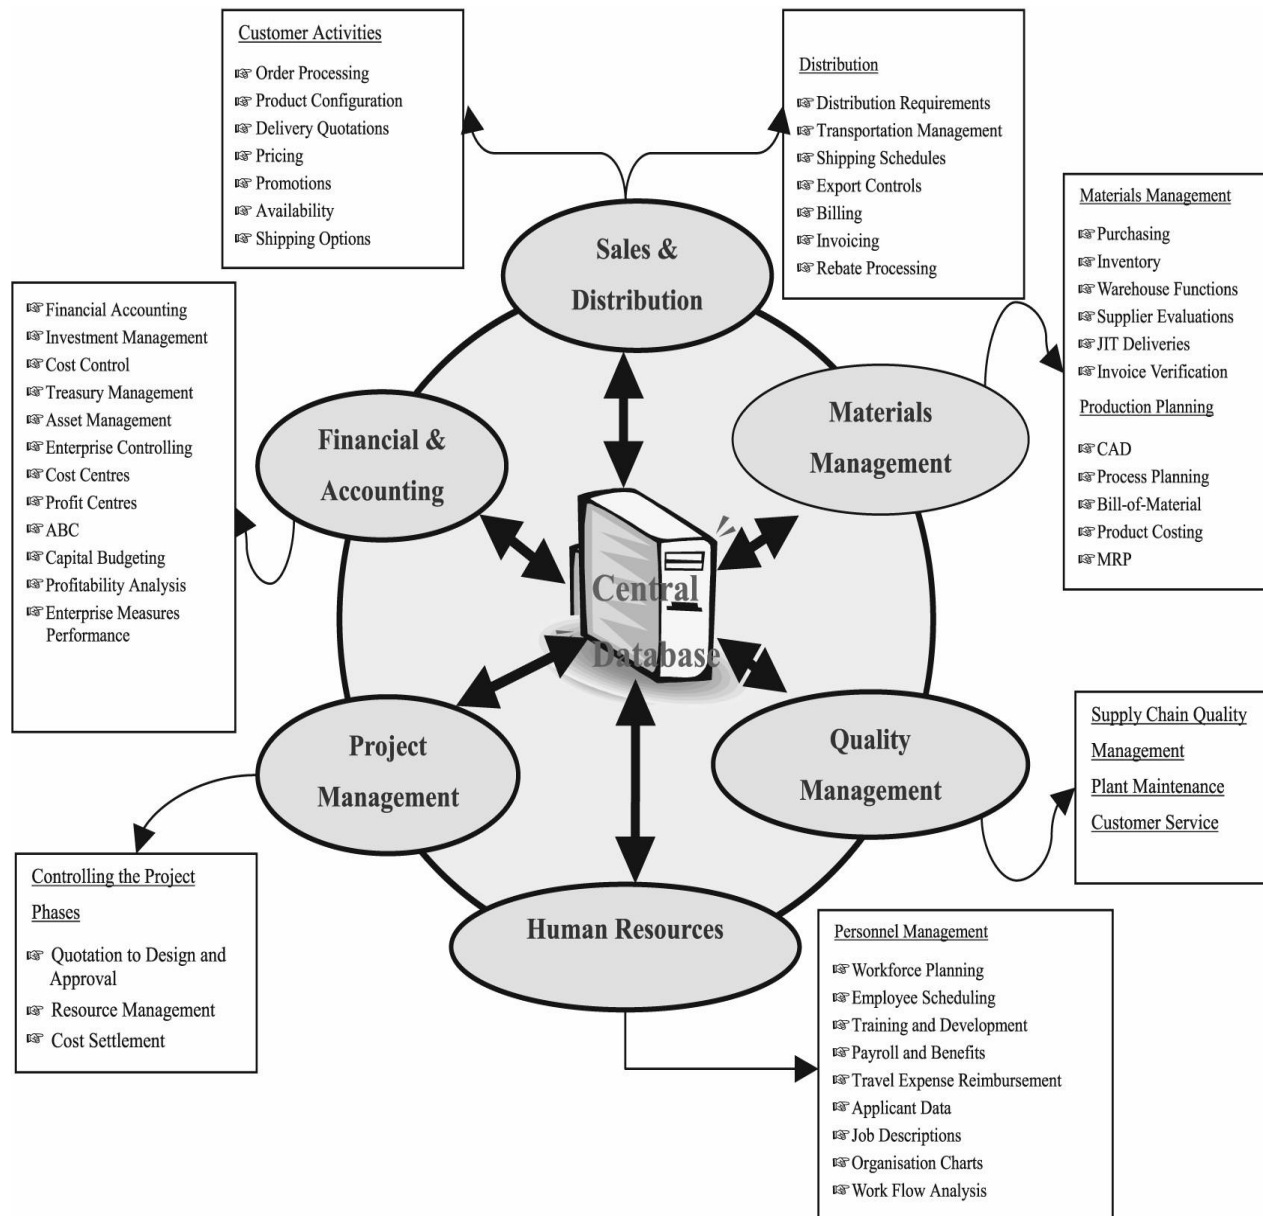 Customer Activities
Order Processing
Product Configuration
Delivery Quotations
Pricing
Promotions
Availability
Shipping Options
Distribution
Distribution Requirements
Transportation Management
Shipping Schedules
Export Controls
Billing
Invoicing
Rebate Processing
Materials Management
Purchasing
Inventory
Warehouse Functions
Supplier Evaluations
JIT Deliveries
Invoice Verification
Production Planning
CAD
Process Planning
Bill-of-Material
Product Costing
MRP
Financial Accounting
Investment Management
Cost Control
Treasury Management
Asset Management
Enterprise Controlling
Cost Centres
Profit Centres
ABC
Capital Budgeting
Profitability Analysis
Enterprise Measures
Performance
Sales &
Distribution
Financial &
Accounting
Materials
Management
Central
Database
Project
Management
Quality
Management
Human Resources
Supply Chain Quality
Management
Plant Maintenance
Customer Service
Controlling the Project
Phases
Quotation to Design and
Approval
Resource Management
Cost Settlement
Personnel Management
Workforce Planning
Employee Scheduling
Training and Development
Payroll and Benefits
Travel Expense Reimbursement
Applicant Data
Job Descriptions
Organisation Charts
Work Flow Analysis